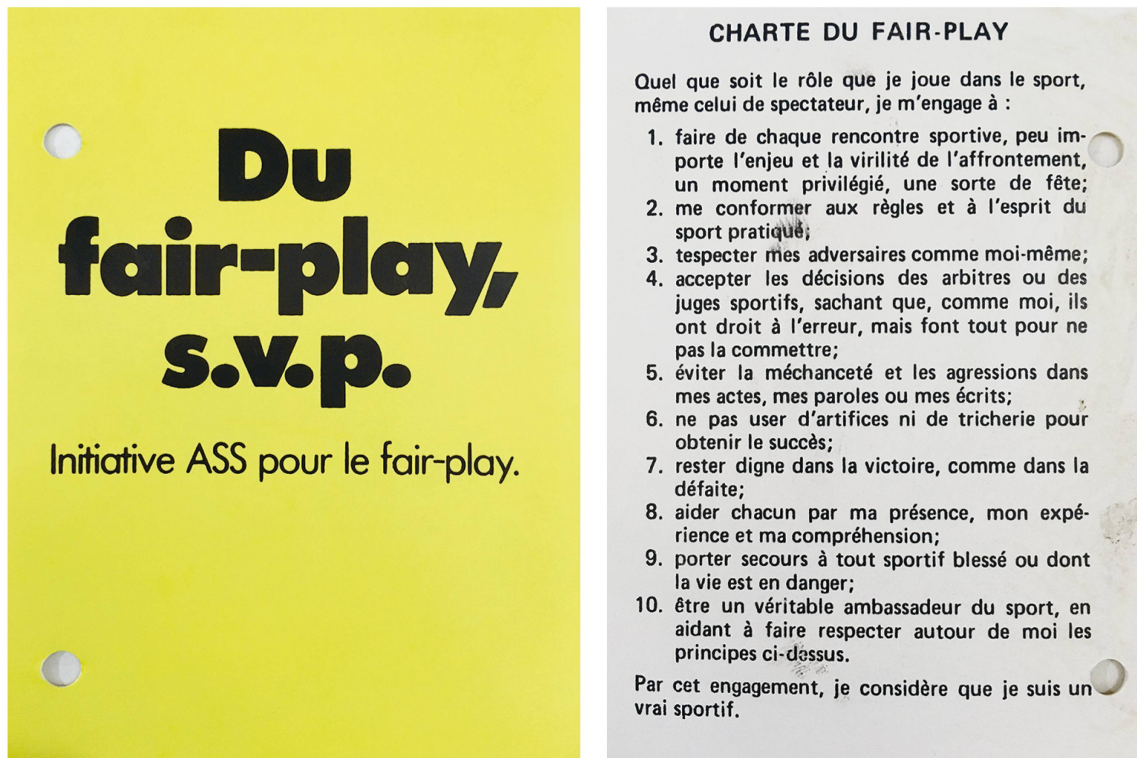 Du
fair-play,
s.v.p.
Initiative ASS pour le fair-play.
CHARTE DU FAIR-PLAY
Quel que soit le rôle que je joue dans le sport,
même celui de spectateur, je m'engage à :
1. faire de chaque rencontre sportive, peu im-
porte l'enjeu et la virilité de l'affrontement,
un moment privilégié, une sorte de fête;
2. me conformer aux règles et à l'esprit du
sport pratiqué;
3. tespecter mes adversaires comme moi-même;
4. accepter les décisions des arbitres ou des
juges sportifs, sachant que, comme moi, ils
ont droit à l'erreur, mais font tout pour ne
pas la commettre;
5. éviter la méchanceté et les agressions dans
mes actes, mes paroles ou mes écrits;
6. ne pas user d'artifices ni de tricherie pour
obtenir le succès;
7. rester digne dans la victoire, comme dans la
défaite;
8. aider chacun par ma présence, mon expé-
rience et ma compréhension;
9. porter secours à tout sportif blessé ou dont
la vie est en danger;
10. être un véritable ambassadeur du sport, en
aidant à faire respecter autour de moi les
principes ci-dessus.
Par cet engagement, je considère que je suis un
vrai sportif.